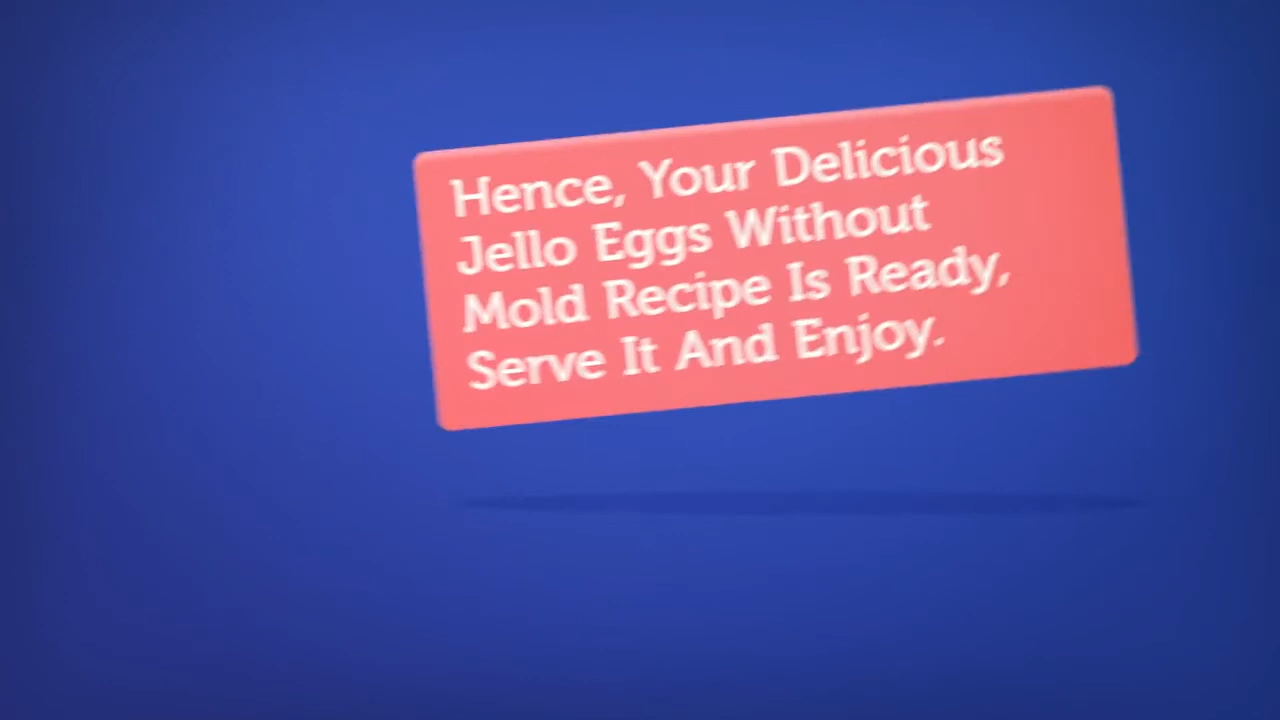 Hence, Your Delicious
Jello Eggs Without
Mold Recipe Is Ready,
Serve It And Enjoy.